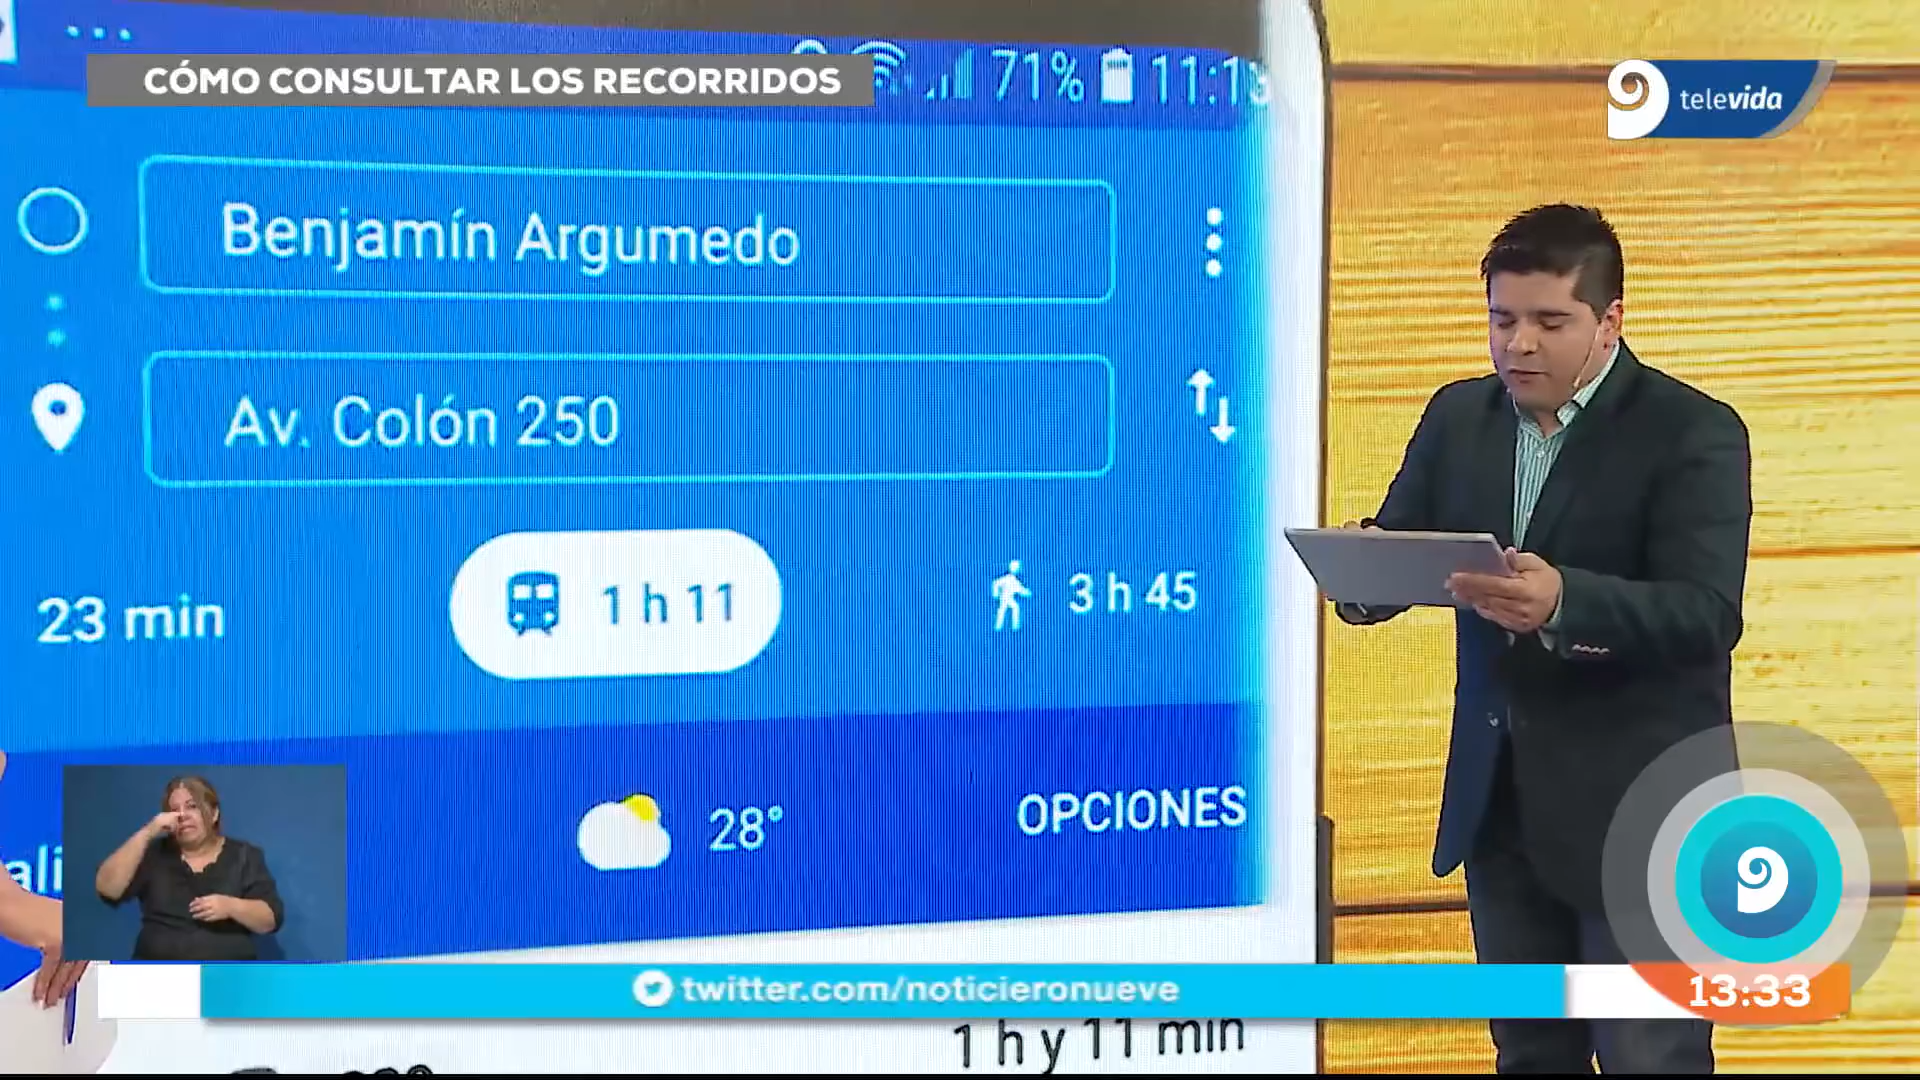 CÓMO CONSULTAR LOS RECORRIDOS
71%
televida
Benjamín Argumedo
Av. Colón 250
23 min
1 h 11
3 h 45
28°
OPCIONES
twitter.com/noticieronueve
13:33
1 h y 11 min